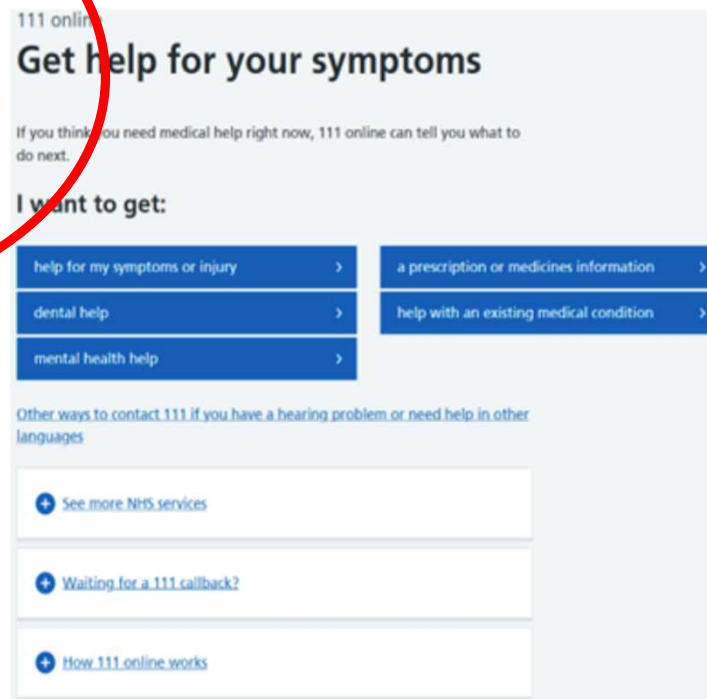 111 online
Get help for your symptoms
If you think you need medical help right now, 111 online can tell you what to
do next.
I want to get:
help for my symptoms or injury
a prescription or medicines information
dental help
help with an existing medical condition
mental health help
Other ways to contact 111 if you have a hearing problem or need help in other
languages
See more NHS services
Waiting for a 111 callback?
How 111 online works